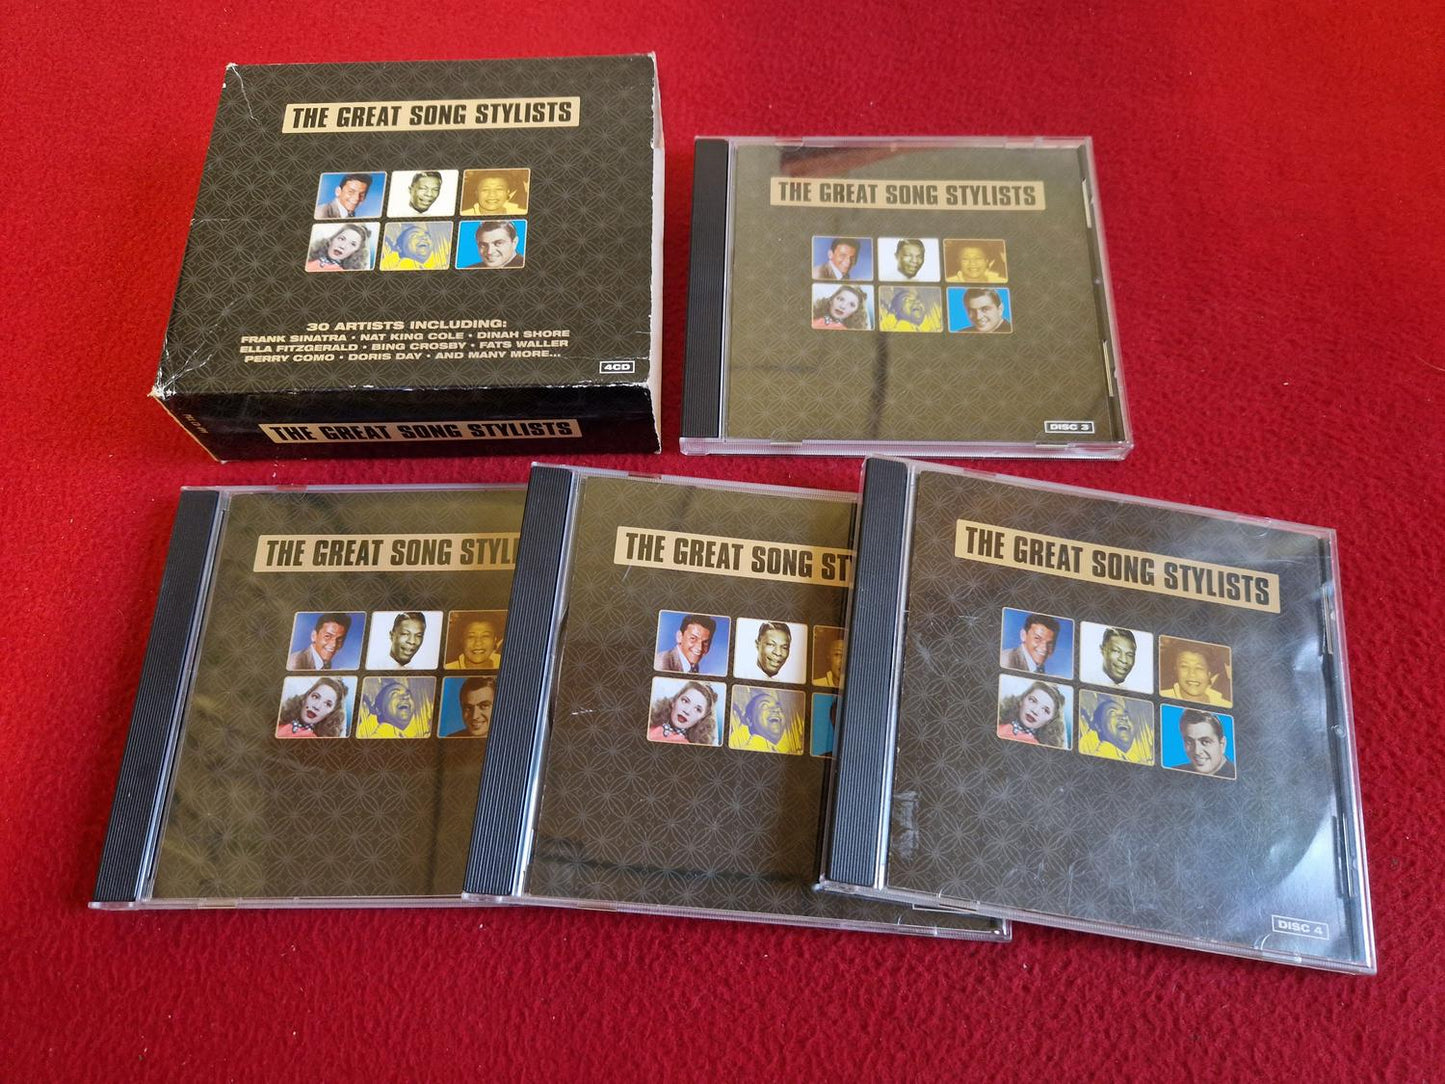 THE GREAT SONG STYLISTS
30 ARTISTS INCLUDING:
FRANK SINATRA • NAT KING COLE • DINAH SHORE
ELLA FITZGERALD • BING CROSBY • FATS WALLER
PERRY COMO • DORIS DAY • AND MANY MORE...
4CD
THE GREAT SONG STYLISTS
THE GREAT SONG STYLISTS
DISC 3
THE GREAT SONG STYL
THE GREAT SONG ST
THE GREAT SONG STYLISTS
DISC 4